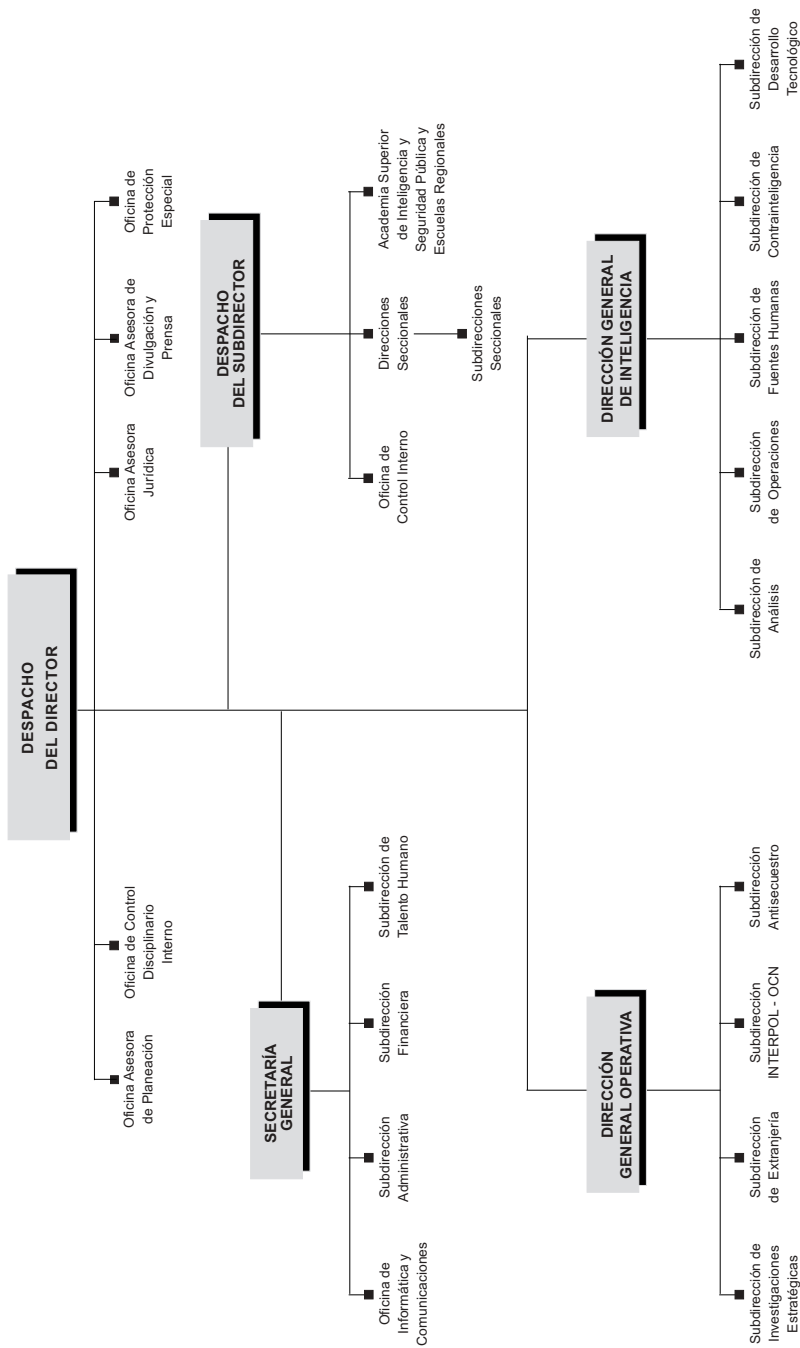 DESPACHO
DEL DIRECTOR
Oficina Asesora
de Planeación
Oficina de Control
Disciplinario
Interno
Oficina Asesora
Jurídica
Oficina Asesora de
Divulgación y
Prensa
Oficina de
Protección
Especial
DESPACHO
DEL SUBDIRECTOR
Oficina de
Control Interno
Direcciones
Seccionales
Subdirecciones
Seccionales
Academia Superior
de Inteligencia y
Seguridad Pública y
Escuelas Regionales
SECRETARÍA
GENERAL
Oficina de
Informática y
Comunicaciones
Subdirección
Administrativa
Subdirección
Financiera
Subdirección de
Talento Humano
DIRECCIÓN
GENERAL OPERATIVA
Subdirección de
Investigaciones
Estratégicas
Subdirección
de Extranjería
Subdirección
INTERPOL - OCN
Subdirección
Antisecuestro
DIRECCIÓN GENERAL
DE INTELIGENCIA
Subdirección de
Análisis
Subdirección
de Operaciones
Subdirección de
Fuentes Humanas
Subdirección de
Contrainteligencia
Subdirección de
Desarrollo
Tecnológico